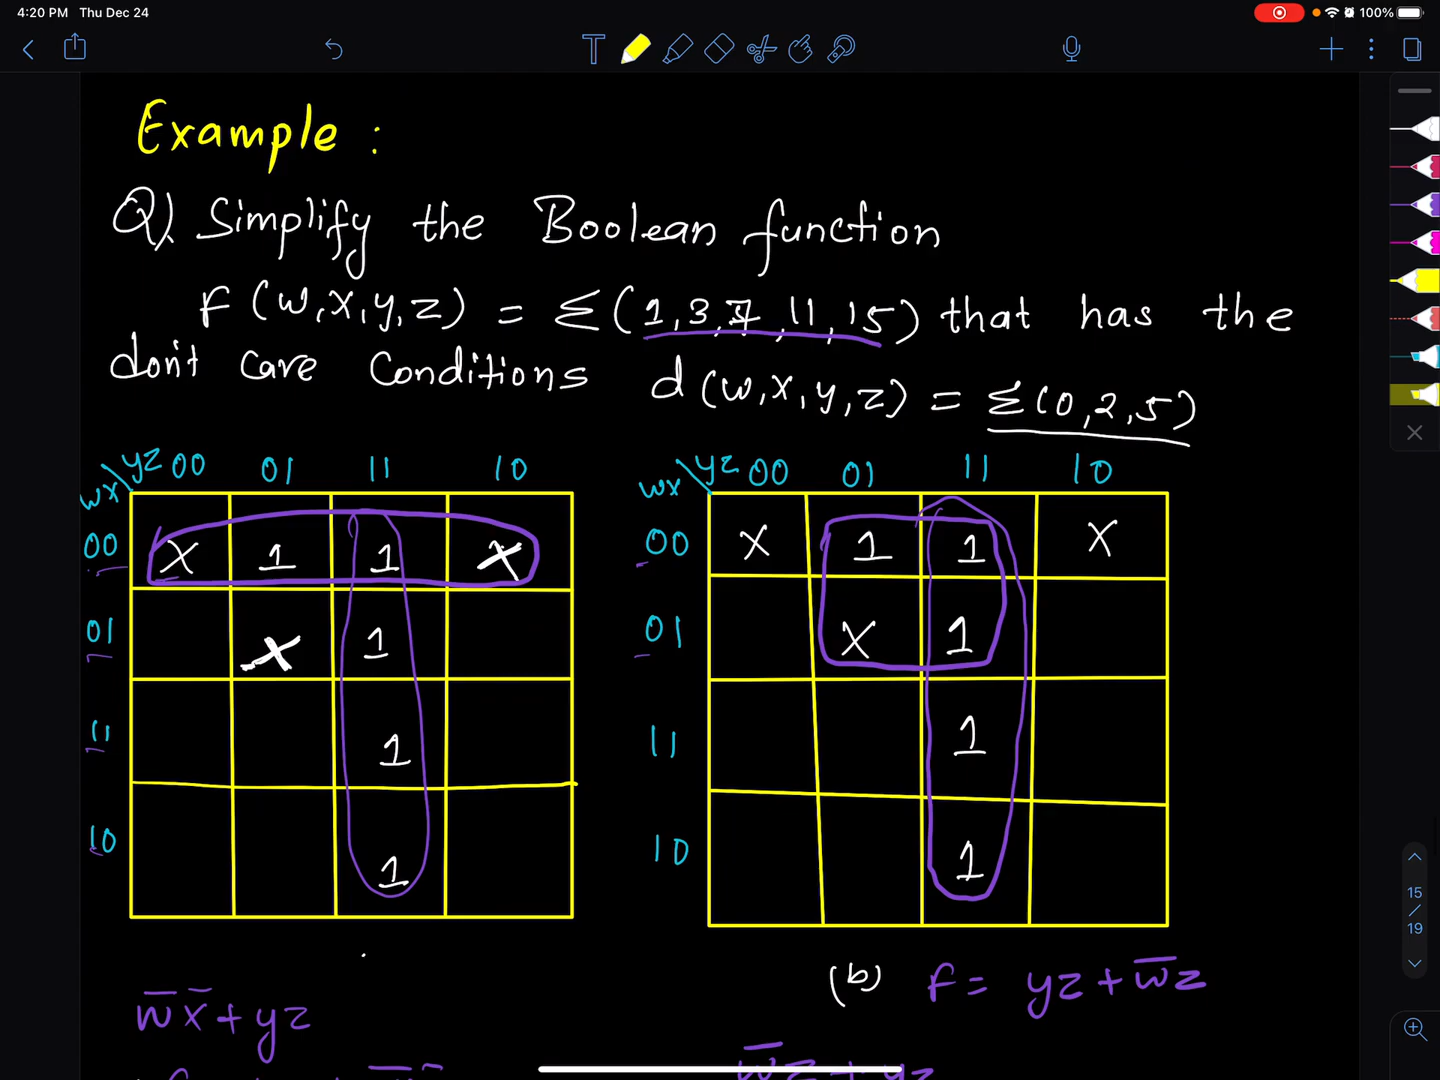 4:20 PM Thu Dec 24
100%
Example :
Q). Simplify the Boolean function
F (w,x,y,z) = Σ(1,3,7,11,15) that has the
don't care conditions d(w,x,y,z) = Σ(0,2,5)
wx\yz 00 01 11 10
00 X 1 1 X
01 X 1
11 1
10 1
wx\yz 00 01 11 10
00 X 1 1 X
01 X 1
11 1
10 1
(b) F= yz + w̅z
w̅x̅ + yz
w̅z + yz
15
/
19